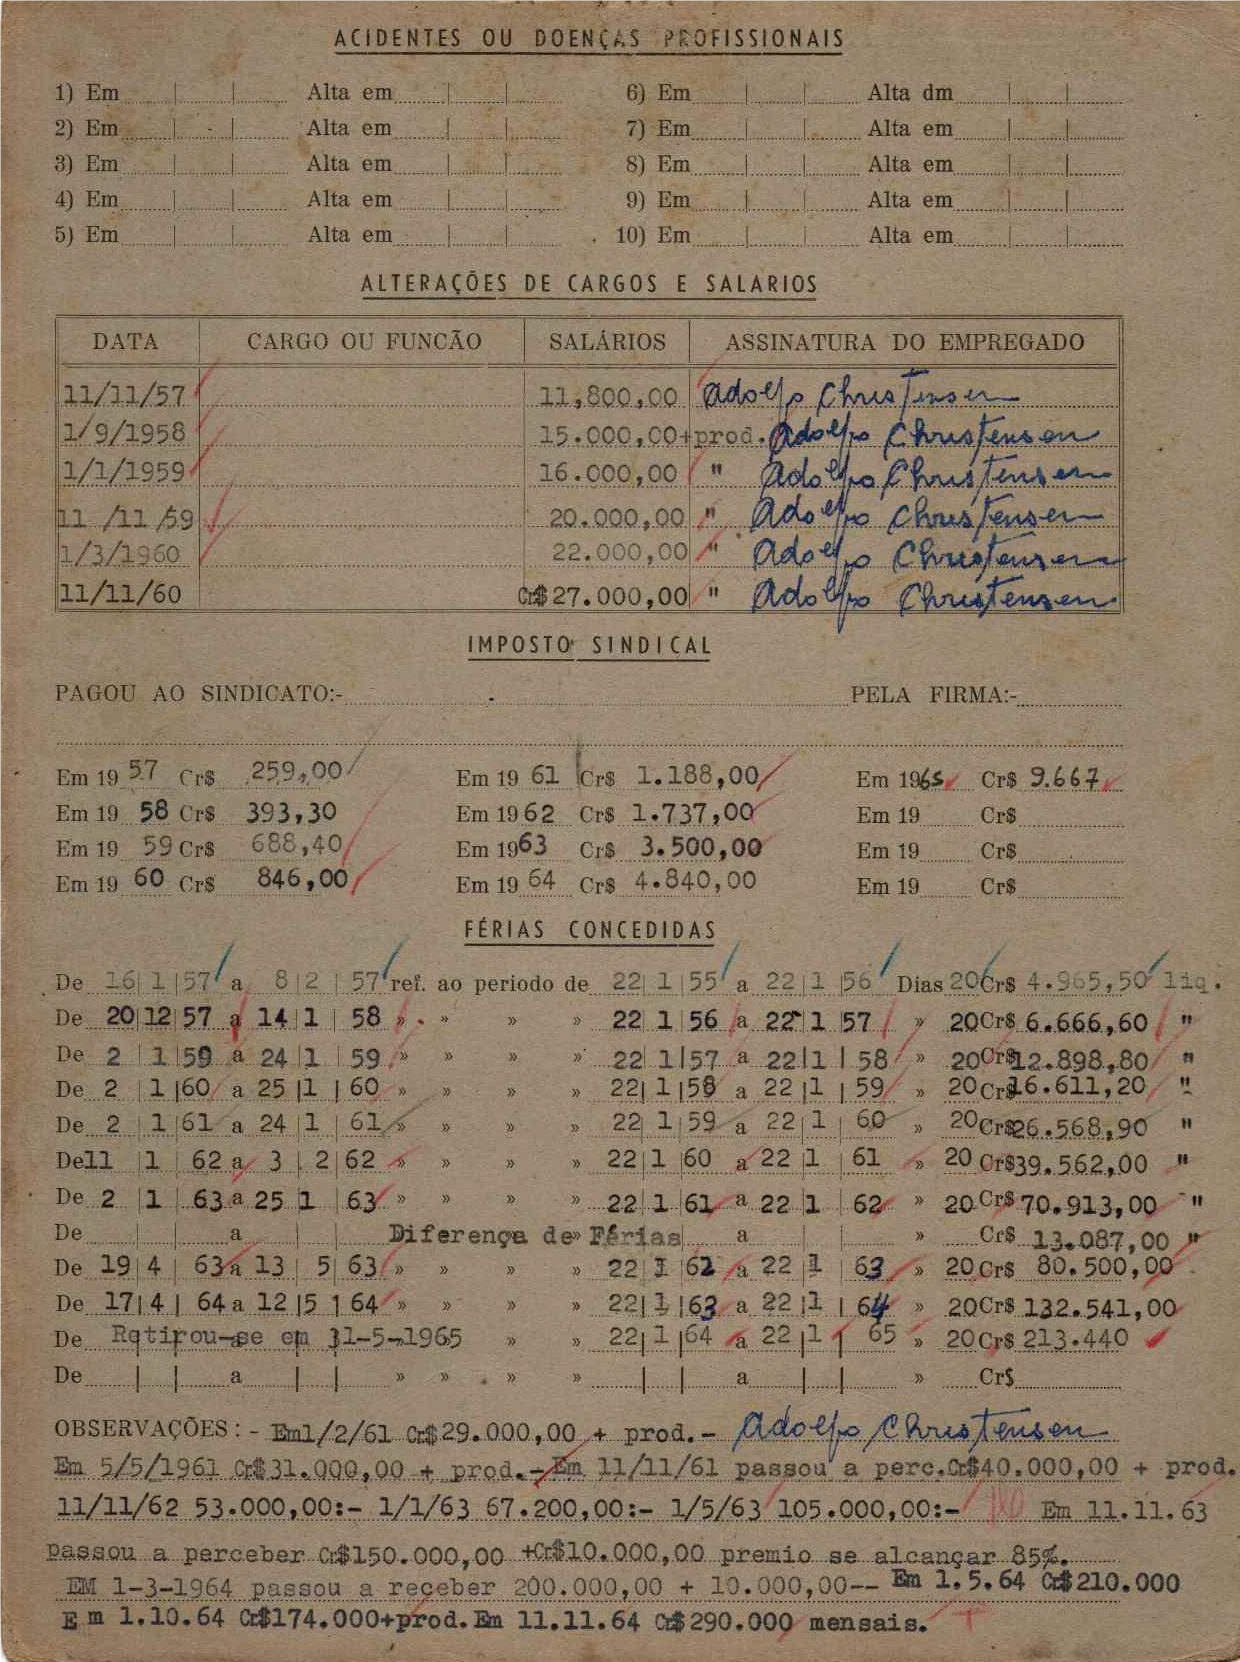 ACIDENTES OU DOENÇAS PROFISSIONAIS
1) Em Alta em 6) Em Alta dm
2) Em Alta em 7) Em Alta em
3) Em Alta em 8) Em Alta em
4) Em Alta em 9) Em Alta em
5) Em Alta em 10) Em Alta em
ALTERAÇÕES DE CARGOS E SALARIOS
DATA CARGO OU FUNCÃO SALÁRIOS ASSINATURA DO EMPREGADO
11/11/57 11,800,00 Adolfo Christensen
1/9/1958 15.000,00+prod. Adolfo Christensen
1/1/1959 16.000,00 " Adolfo Christensen
11 /11 /59 20.000,00 " Adolfo Christensen
1/3/1960 22.000,00 " Adolfo Christensen
11/11/60 Cr$27.000,00 " Adolfo Christensen
IMPOSTO SINDICAL
PAGOU AO SINDICATO:- PELA FIRMA:-
Em 19 57 Cr$ 259,00 Em 19 61 Cr$ 1.188,00 Em 1965 Cr$ 9.667
Em 19 58 Cr$ 393,30 Em 19 62 Cr$ 1.737,00 Em 19 Cr$
Em 19 59 Cr$ 688,40 Em 1963 Cr$ 3.500,00 Em 19 Cr$
Em 19 60 Cr$ 846,00 Em 19 64 Cr$ 4.840,00 Em 19 Cr$
FÉRIAS CONCEDIDAS
De 16|1|57 a 8|2|57 ref. ao periodo de 22|1|55 a 22|1|56 Dias 20 Cr$ 4.965,50 liq.
De 20|12|57 a 14|1|58 » » » » 22|1|56 a 22|1|57 » 20 Cr$ 6.666,60 "
De 2|1|59 a 24|1|59 » » » » 22|1|57 a 22|1|58 » 20 Cr$12.898,80 "
De 2|1|60 a 25|1|60 » » » » 22|1|58 a 22|1|59 » 20 Cr$16.611,20 "
De 2|1|61 a 24|1|61 » » » » 22|1|59 a 22|1|60 » 20 Cr$26.568,90 "
De11|1|62 a 3|2|62 » » » » 22|1|60 a 22|1|61 » 20 Cr$39.562,00 "
De 2|1|63 a 25|1|63 » » » » 22|1|61 a 22|1|62 » 20 Cr$ 70.913,00 "
De a Diferença de» Férias a » Cr$ 13.087,00 "
De 19|4|63 a 13|5|63 » » » » 22|1|62 a 22|1|63 » 20 Cr$ 80.500,00
De 17|4|64 a 12|5|64 » » » » 22|1|63 a 22|1|64 » 20 Cr$ 132.541,00
De Retirou-se em 31-5-1965 » » 22|1|64 a 22|1|65 » 20 Cr$ 213.440
De a » » » » a » Cr$
OBSERVAÇÕES: - Em1/2/61 Cr$29.000,00 + prod.- Adolfo Christensen
Em 5/5/1961 Cr$31.000,00 + prod.- Em 11/11/61 passou a perc.Cr$40.000,00 + prod.
11/11/62 53.000,00:- 1/1/63 67.200,00:- 1/5/63 105.000,00:- Em 11.11.63
passou a perceber Cr$150.000,00 +Cr$10.000,00 premio se alcançar 85%.
EM 1-3-1964 passou a receber 200.000,00 + 10.000,00-- Em 1.5.64 Cr$210.000
Em 1.10.64 Cr$174.000+prod. Em 11.11.64 Cr$290.000 mensais.